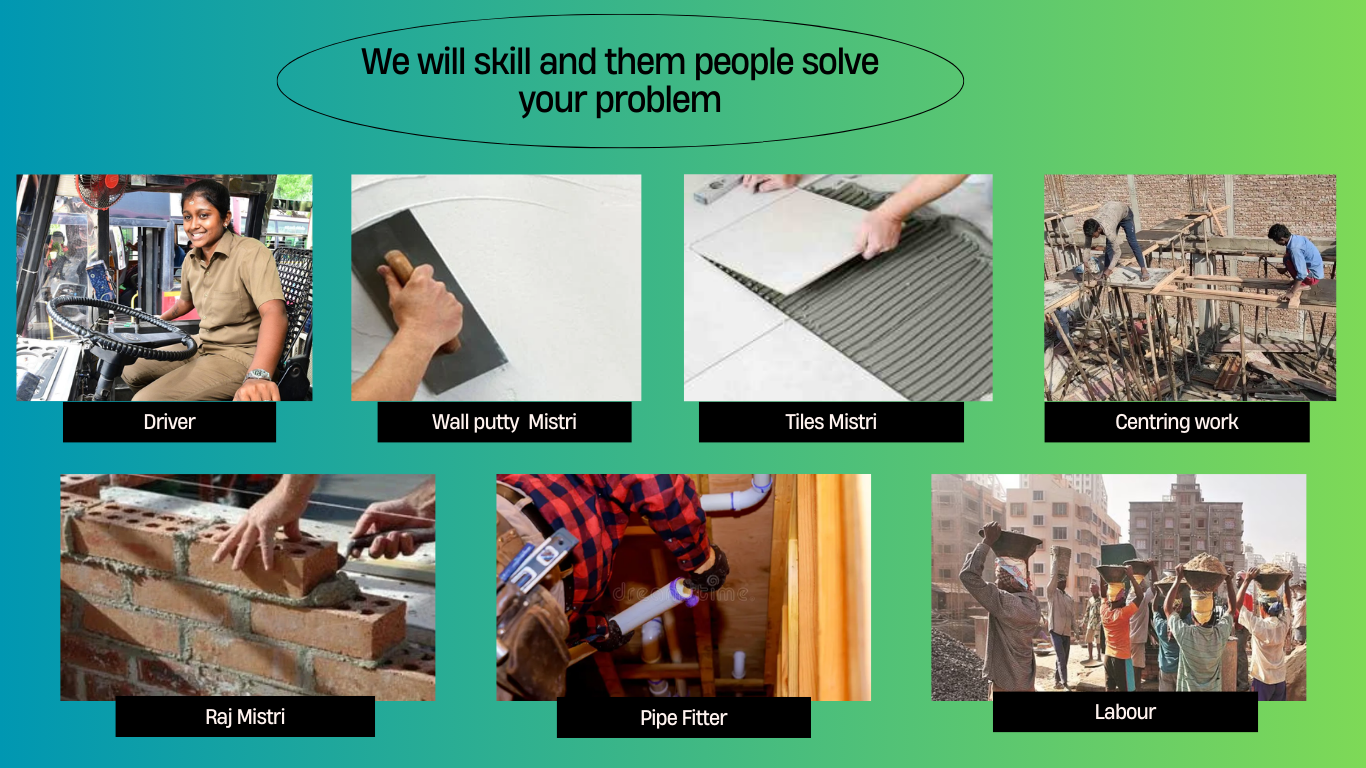 We will skill and them people solve
your problem
Driver
Wall putty Mistri
Tiles Mistri
Centring work
Raj Mistri
Pipe Fitter
Labour
dreamstime.